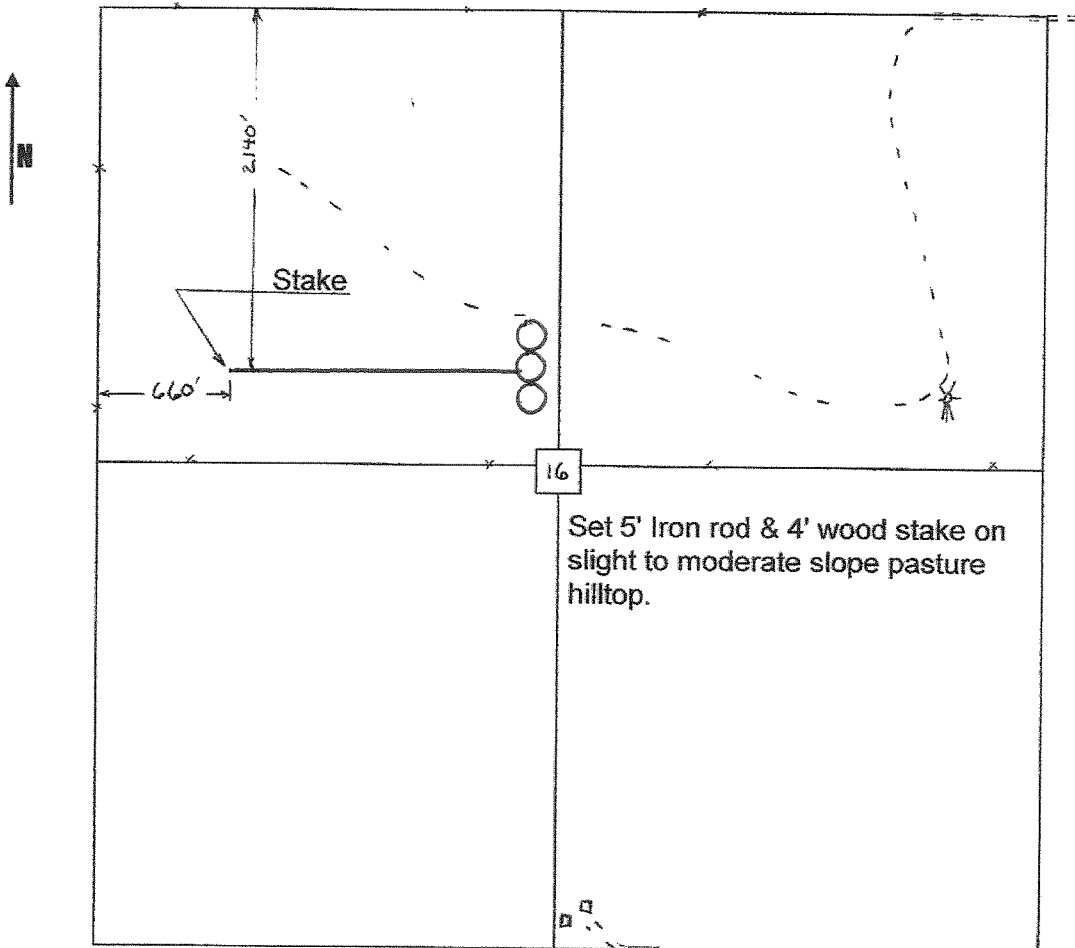 N
2140'
Stake
660'
16
Set 5' Iron rod & 4' wood stake on
slight to moderate slope pasture
hilltop.